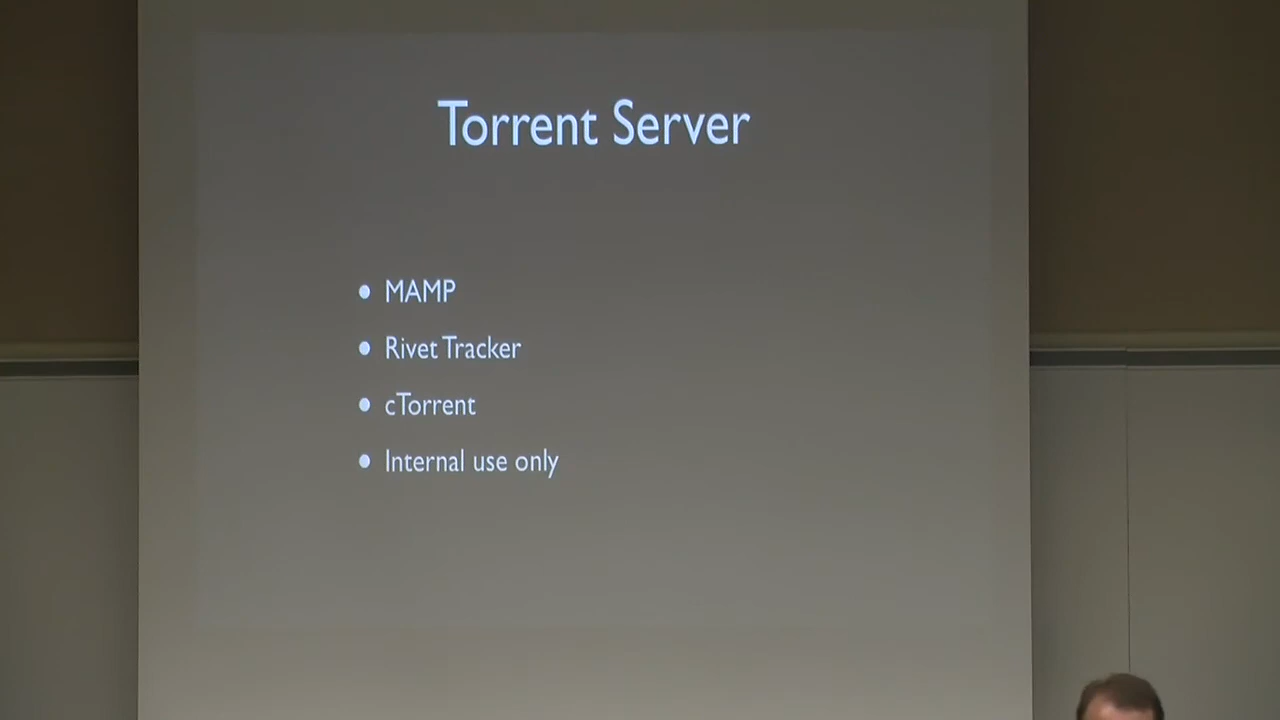 Torrent Server
• MAMP
• Rivet Tracker
• cTorrent
• Internal use only